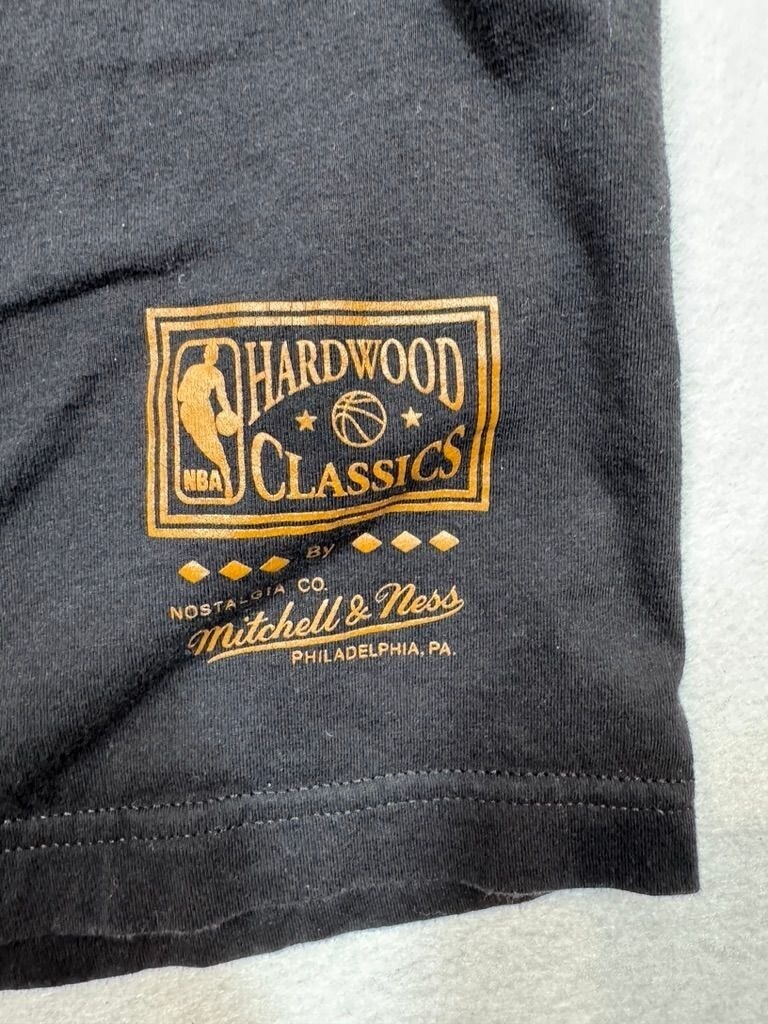 HARDWOOD
CLASSICS
NBA
By
NOSTALGIA CO.
Mitchell & Ness
PHILADELPHIA, PA.